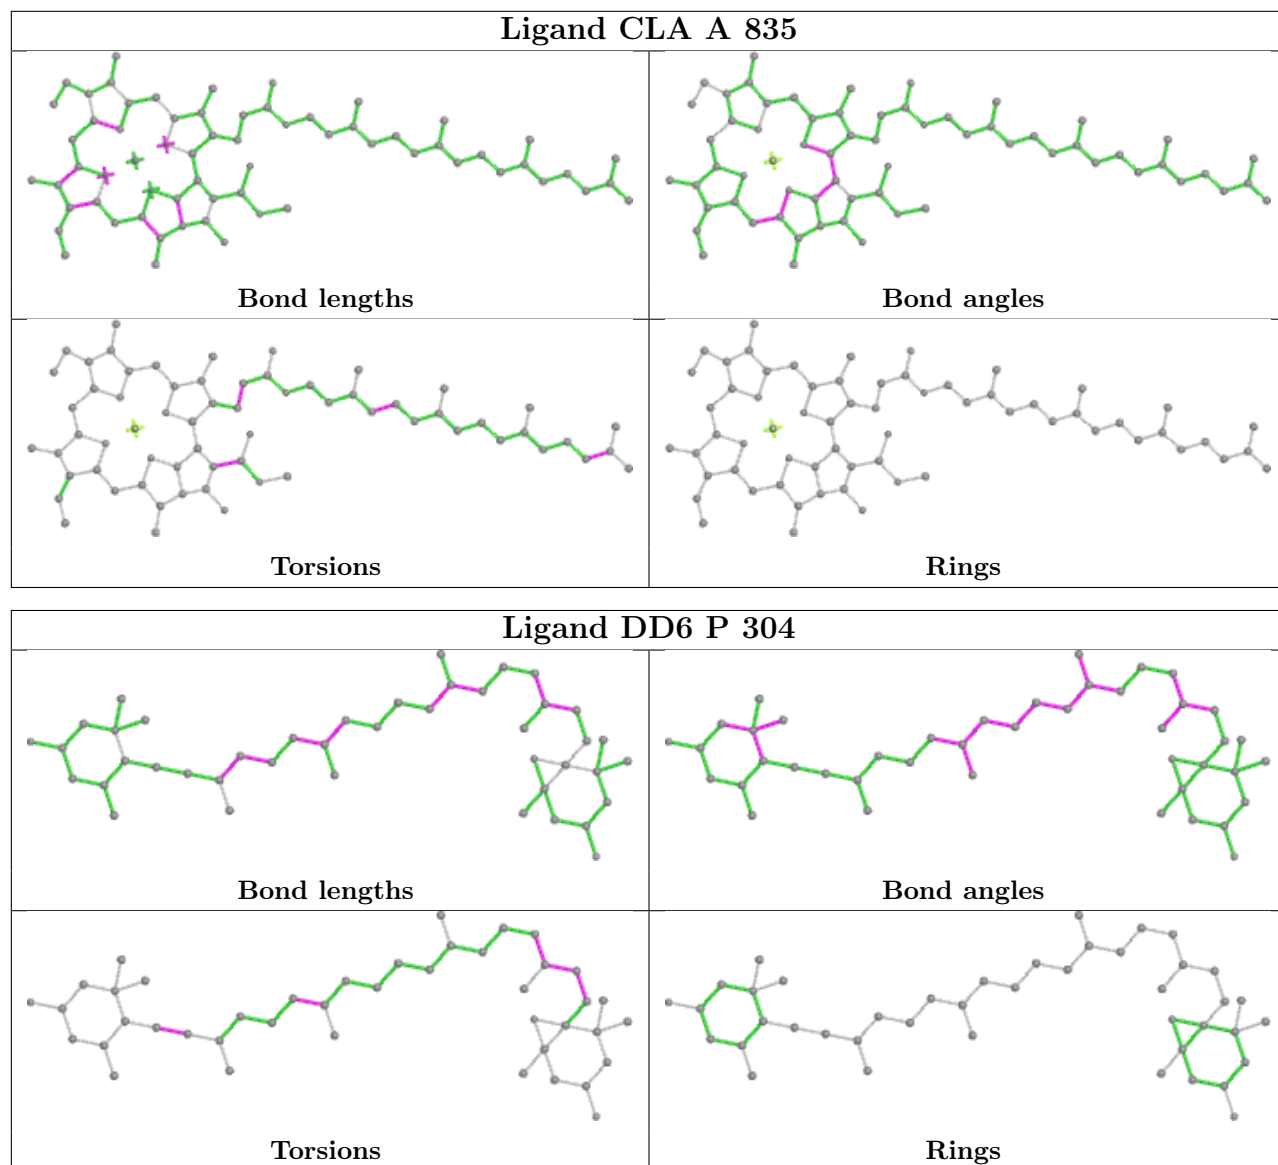 Ligand CLA A 835
Bond lengths
Bond angles
Torsions
Rings
Ligand DD6 P 304
Bond lengths
Bond angles
Torsions
Rings